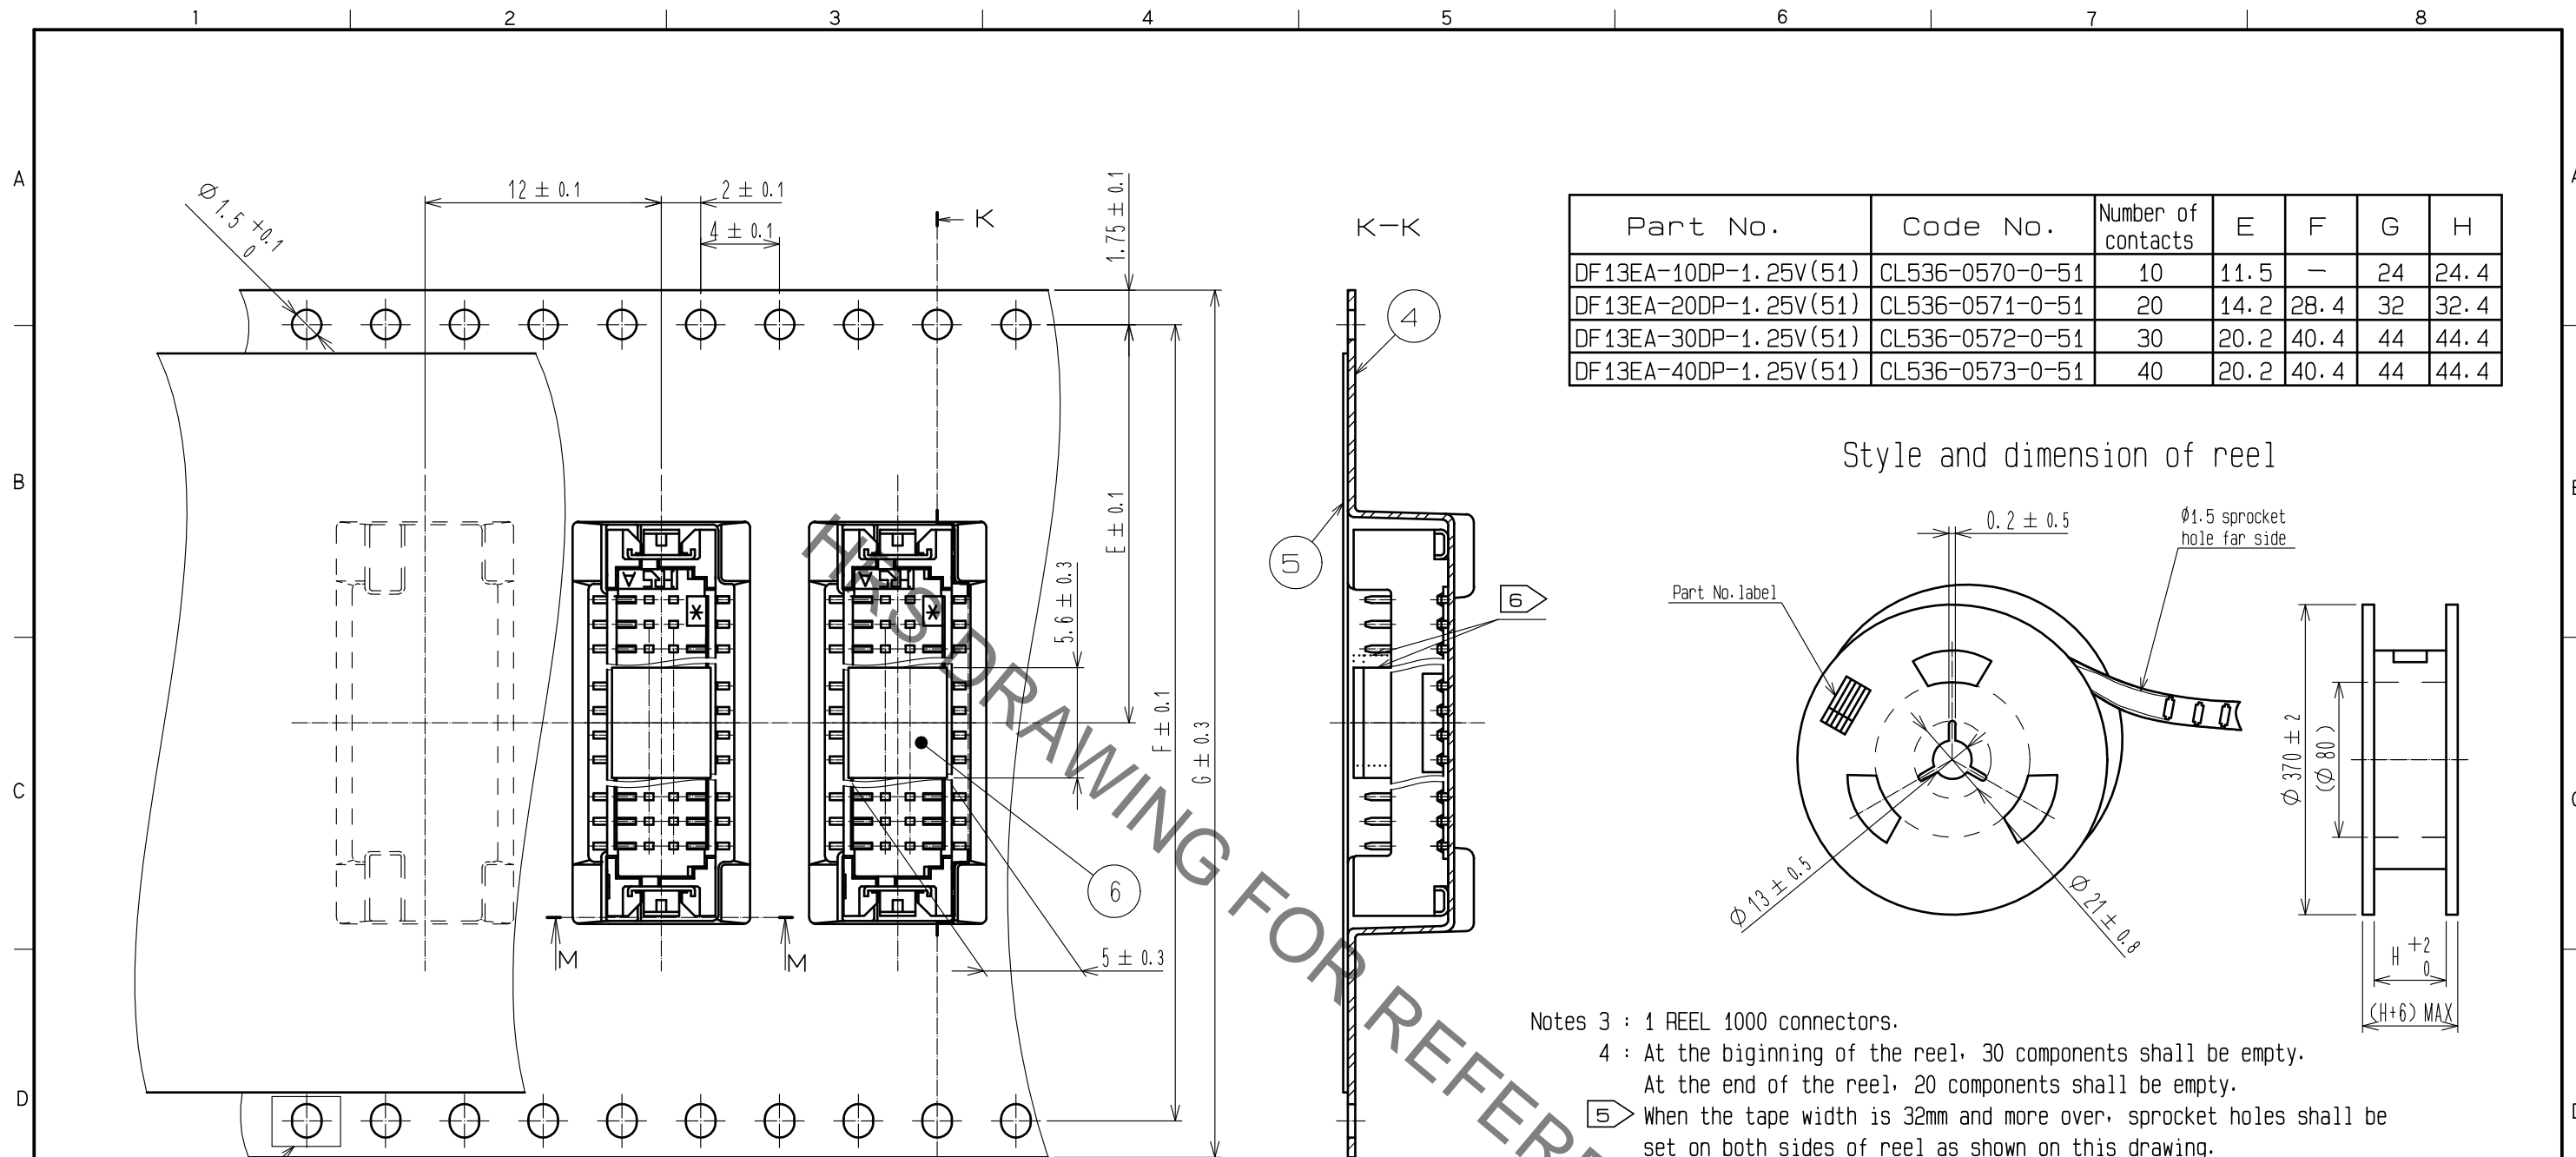 1 2 3 4 5 6 7 8
A
B
C
D
Ø1.5 +0.1 0
12 ± 0.1
2 ± 0.1
4 ± 0.1
K
1.75 ± 0.1
E ± 0.1
5.6 ± 0.3
F ± 0.1
G ± 0.3
5 ± 0.3
M
M
6
HRS DRAWING FOR REFERE
K-K
4
5
6
Part No. Code No. Number of contacts E F G H
DF13EA-10DP-1.25V(51) CL536-0570-0-51 10 11.5 — 24 24.4
DF13EA-20DP-1.25V(51) CL536-0571-0-51 20 14.2 28.4 32 32.4
DF13EA-30DP-1.25V(51) CL536-0572-0-51 30 20.2 40.4 44 44.4
DF13EA-40DP-1.25V(51) CL536-0573-0-51 40 20.2 40.4 44 44.4
Style and dimension of reel
0.2 ± 0.5
Ø1.5 sprocket
hole far side
Part No.label
Ø 13 ± 0.5
Ø 21 ± 0.8
Ø 370 ± 2
(Ø 80)
H +2 0
(H+6) MAX
Notes 3 : 1 REEL 1000 connectors.
4 : At the biginning of the reel, 30 components shall be empty.
At the end of the reel, 20 components shall be empty.
5 When the tape width is 32mm and more over, sprocket holes shall be
set on both sides of reel as shown on this drawing.